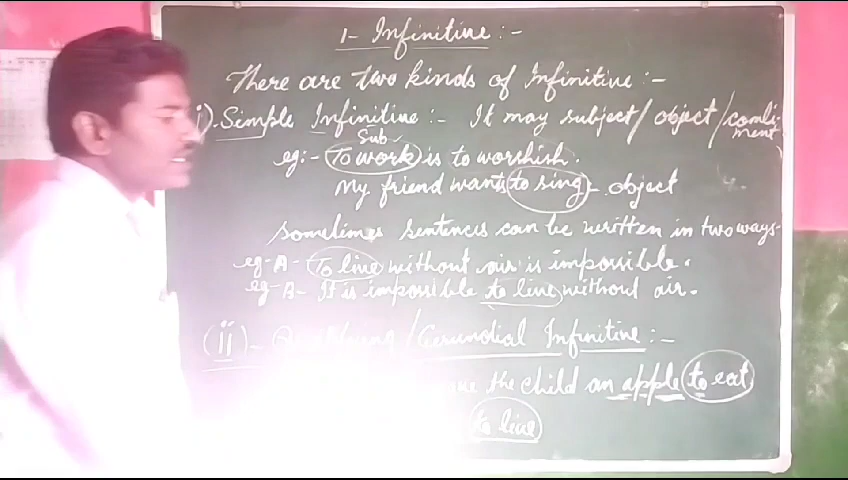 1- Infinitive :-
There are two kinds of Infinitive :-
i). Simple Infinitive :- It may subject/object/combli-
ment
Sub
eg:- To work is to worship.
My friend wants to sing - object
sometimes sentences can be written in two ways-
eg-A- To live without air is impossible.
eg-A- It is impossible to live without air.
(ii)- / Gerundial Infinitive :-
the child an apple to eat
to live